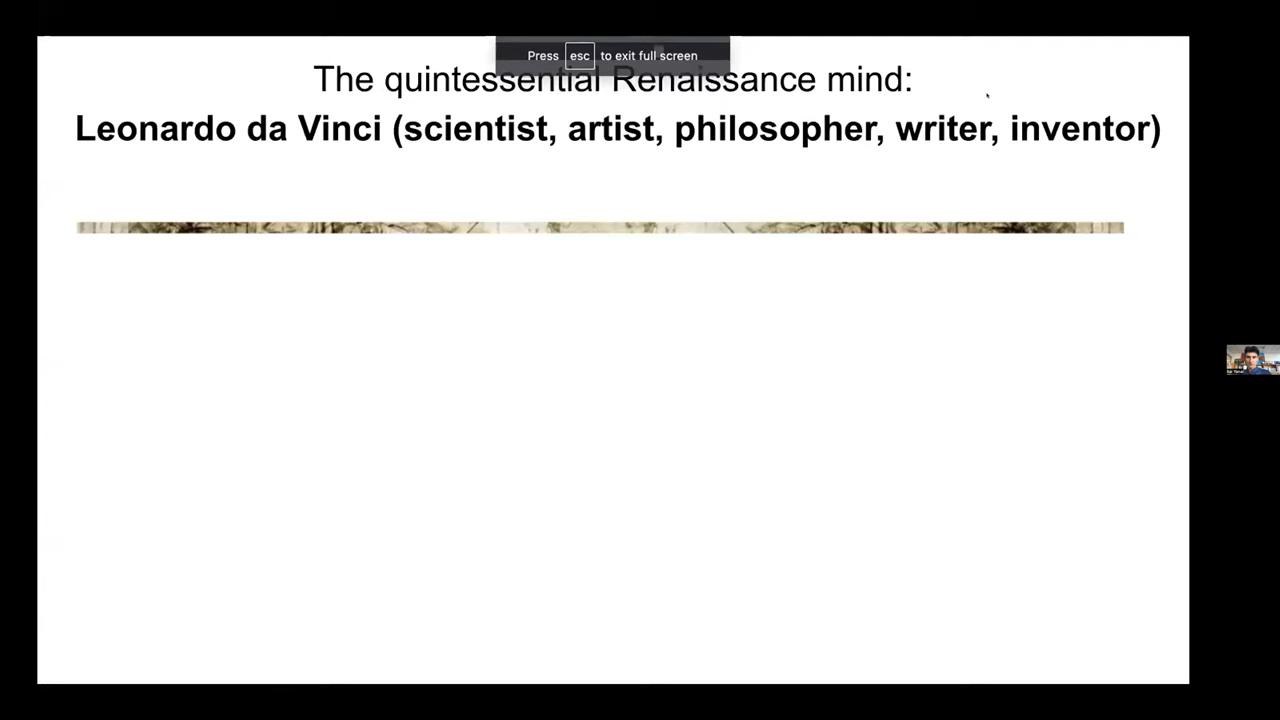 Press esc to exit full screen
The quintessential Renaissance mind:
Leonardo da Vinci (scientist, artist, philosopher, writer, inventor)